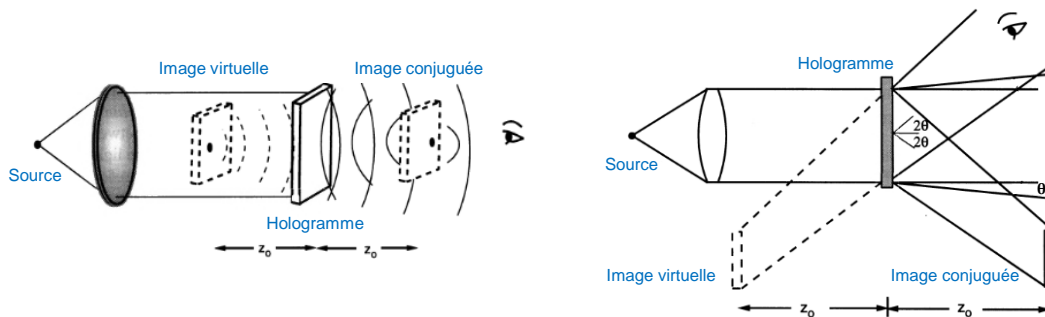 Image virtuelle
Image conjuguée
Source
Hologramme
z₀
z₀
Hologramme
2θ
2θ
Source
θ
Image virtuelle
Image conjuguée
z₀
z₀